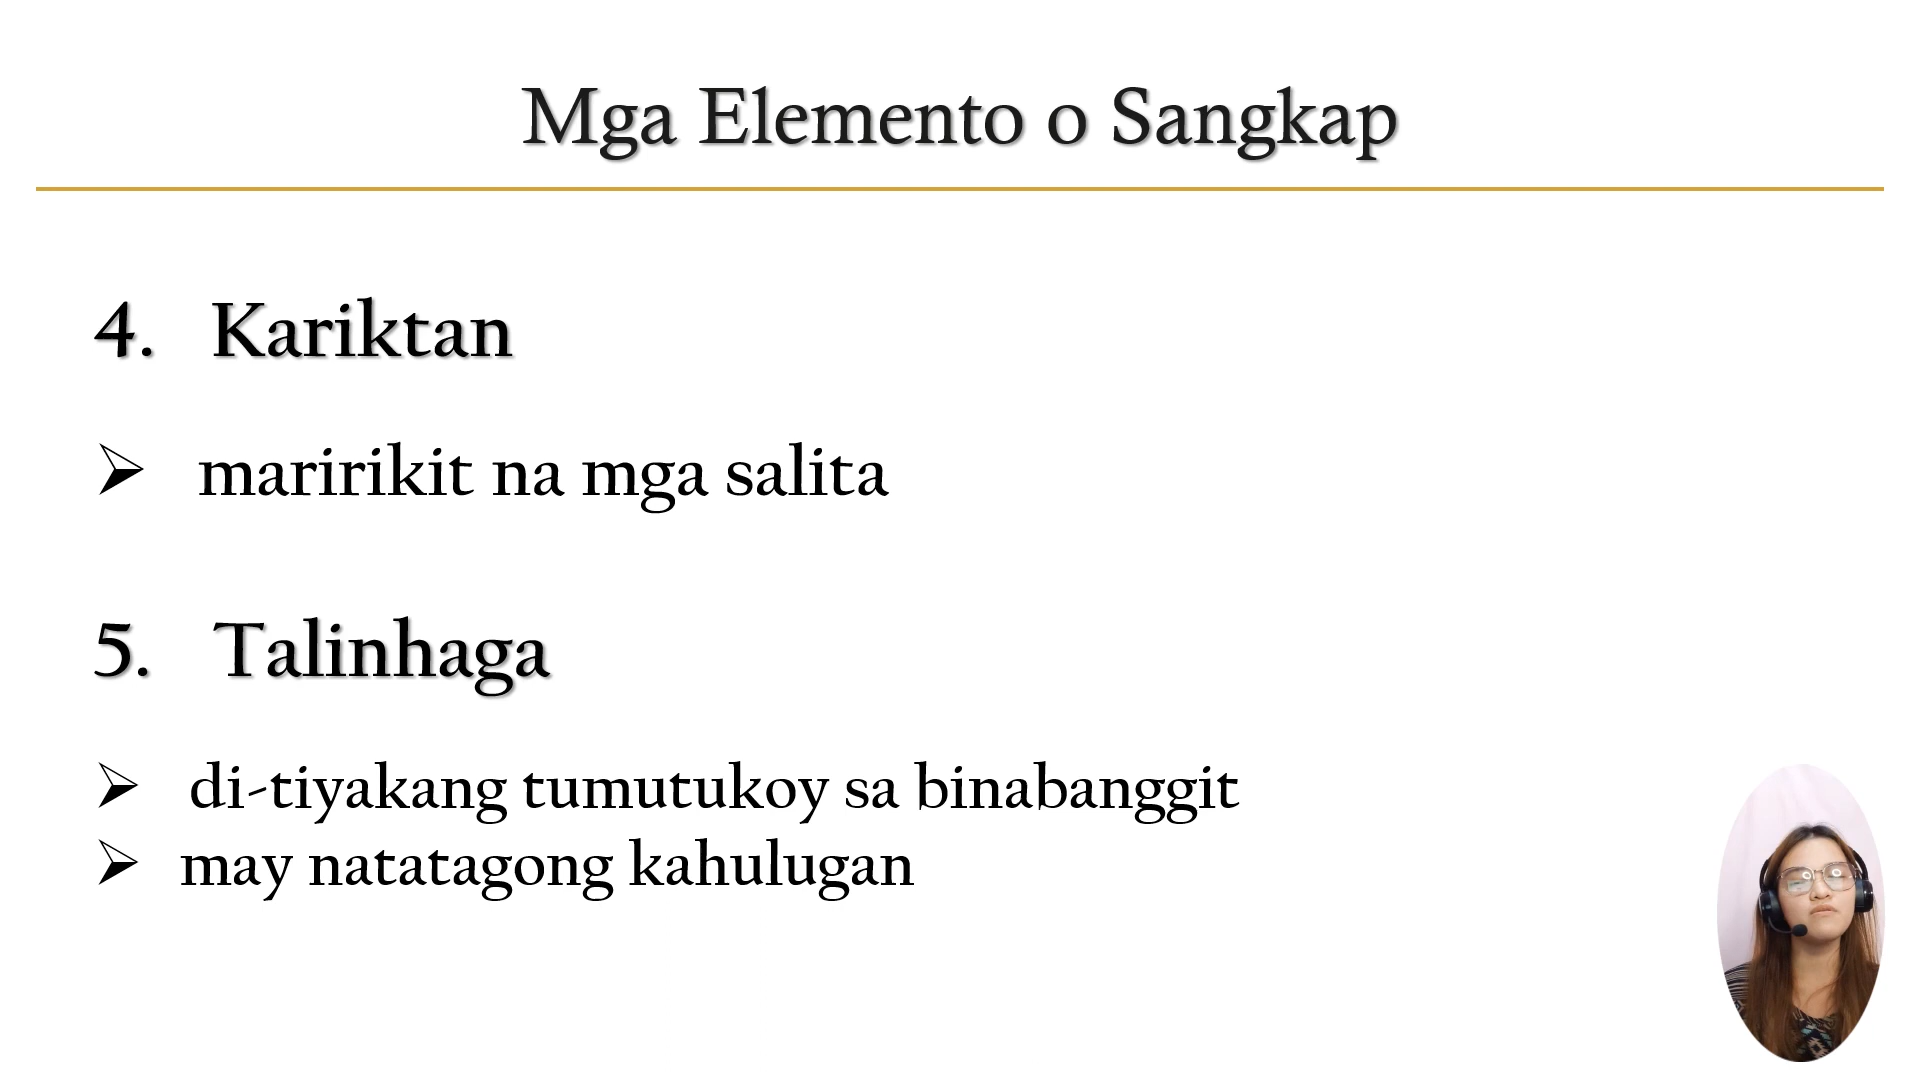 Mga Elemento o Sangkap
4. Kariktan
maririkit na mga salita
5. Talinhaga
di-tiyakang tumutukoy sa binabanggit
may natatagong kahulugan